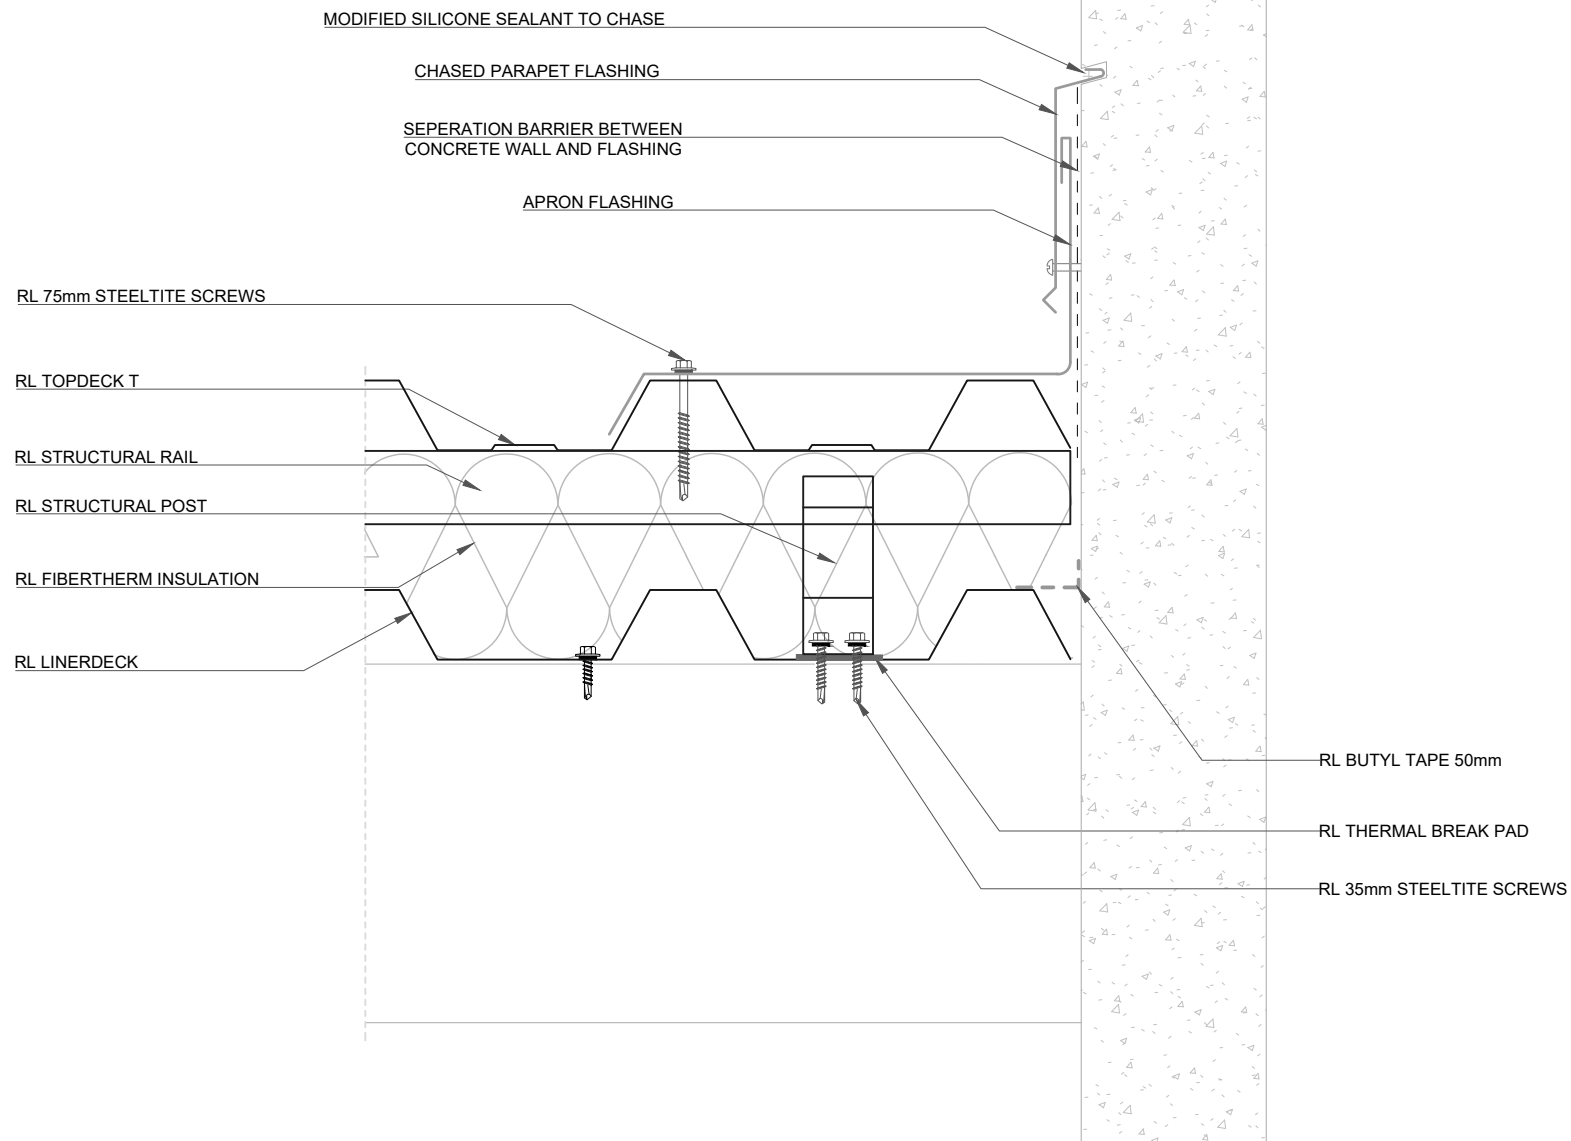 MODIFIED SILICONE SEALANT TO CHASE
CHASED PARAPET FLASHING
SEPERATION BARRIER BETWEEN
CONCRETE WALL AND FLASHING
APRON FLASHING
RL 75mm STEELTITE SCREWS
RL TOPDECK T
RL STRUCTURAL RAIL
RL STRUCTURAL POST
RL FIBERTHERM INSULATION
RL LINERDECK
RL BUTYL TAPE 50mm
RL THERMAL BREAK PAD
RL 35mm STEELTITE SCREWS